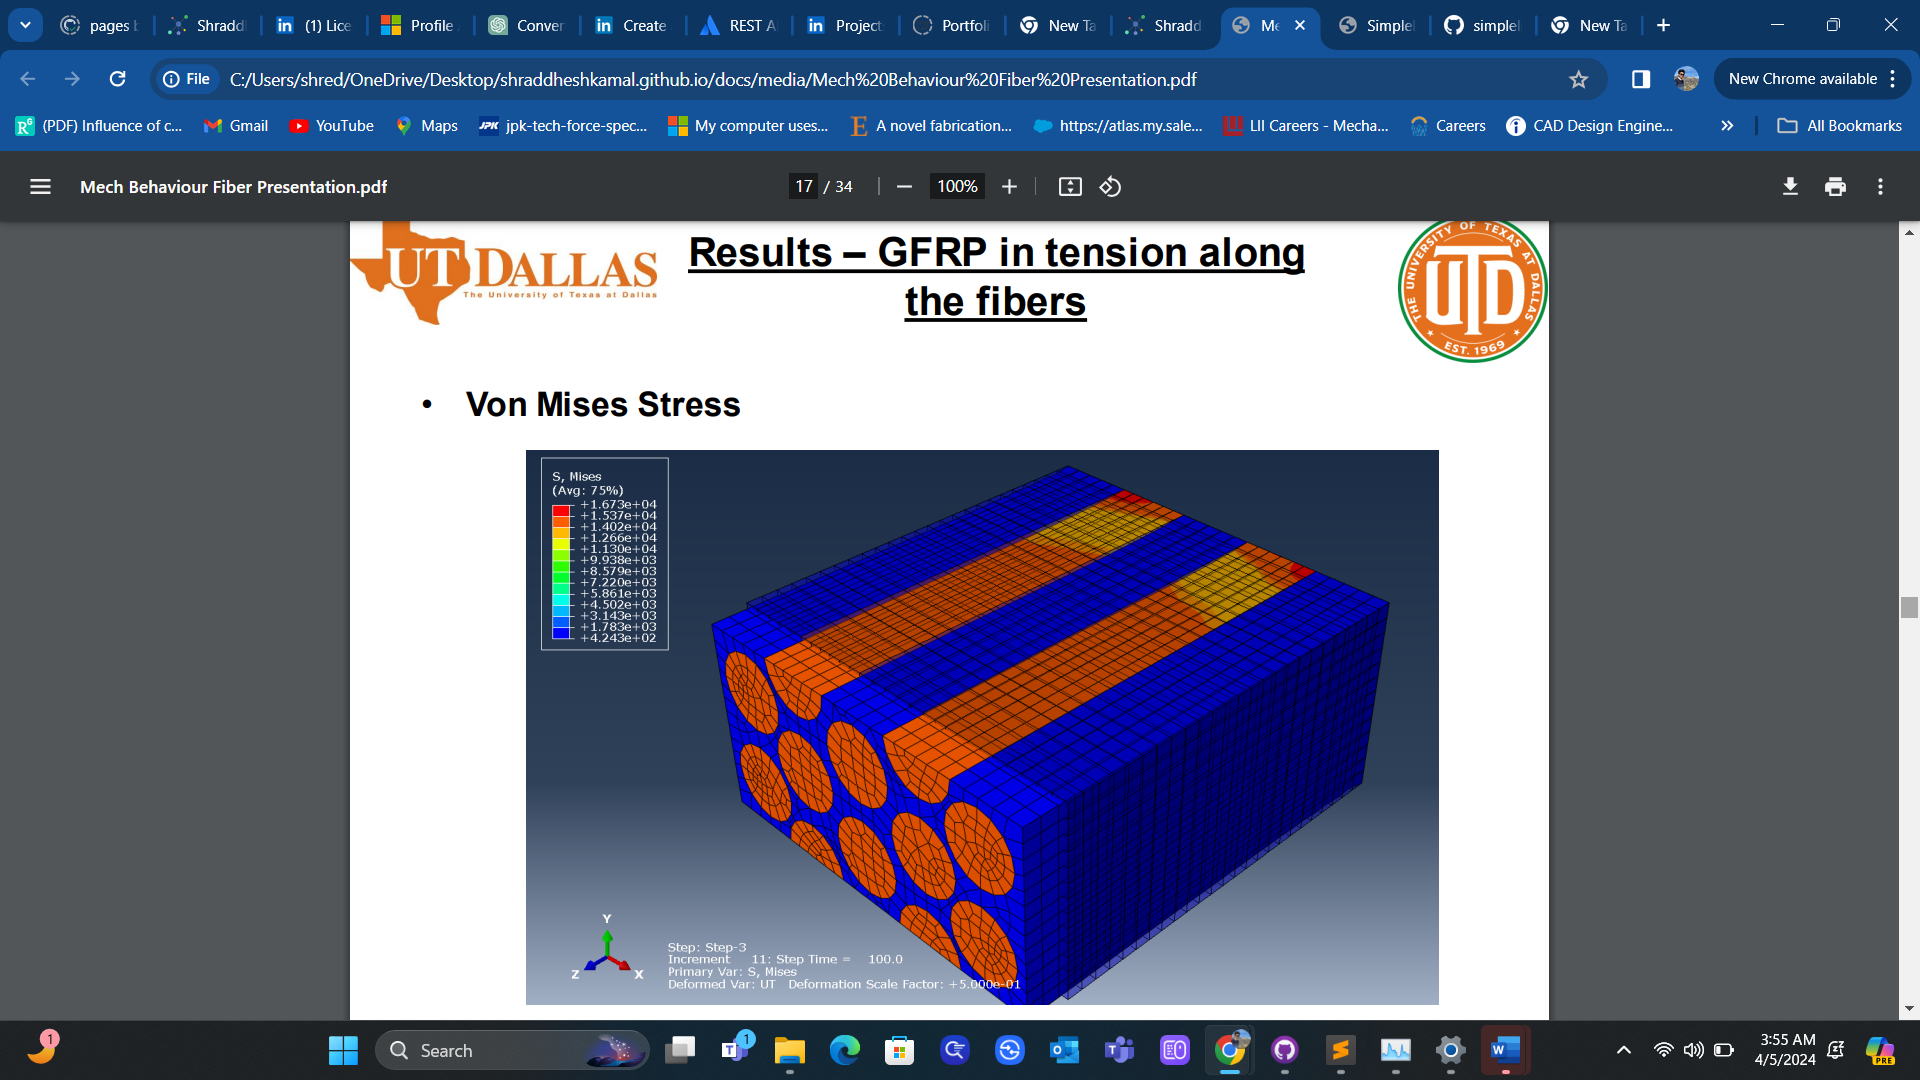 pages b
Shradd
(1) Lice
Profile
Conver
Create
REST A
Project
Portfoli
New Ta
Shradd
Me
Simplel
simplel
New Ta
File
C:/Users/shred/OneDrive/Desktop/shraddheshkamal.github.io/docs/media/Mech%20Behaviour%20Fiber%20Presentation.pdf
New Chrome available
(PDF) Influence of c...
Gmail
YouTube
Maps
JPK
jpk-tech-force-spec...
My computer uses...
A novel fabrication...
https://atlas.my.sale...
LII Careers - Mecha...
Careers
CAD Design Engine...
All Bookmarks
Mech Behaviour Fiber Presentation.pdf
17 / 34
100%
UT DALLAS
The University of Texas at Dallas
Results – GFRP in tension along
the fibers
THE UNIVERSITY OF TEXAS AT DALLAS
UTD
EST. 1969
• Von Mises Stress
S, Mises
(Avg: 75%)
+1.673e+04
+1.537e+04
+1.402e+04
+1.266e+04
+1.130e+04
+9.938e+03
+8.579e+03
+7.220e+03
+5.861e+03
+4.502e+03
+3.143e+03
+1.783e+03
+4.243e+02
Y
Z
X
Step: Step-3
Increment 11: Step Time = 100.0
Primary Var: S, Mises
Deformed Var: UT Deformation Scale Factor: +5.000e-01
1
Search
1
3:55 AM
4/5/2024
PRE